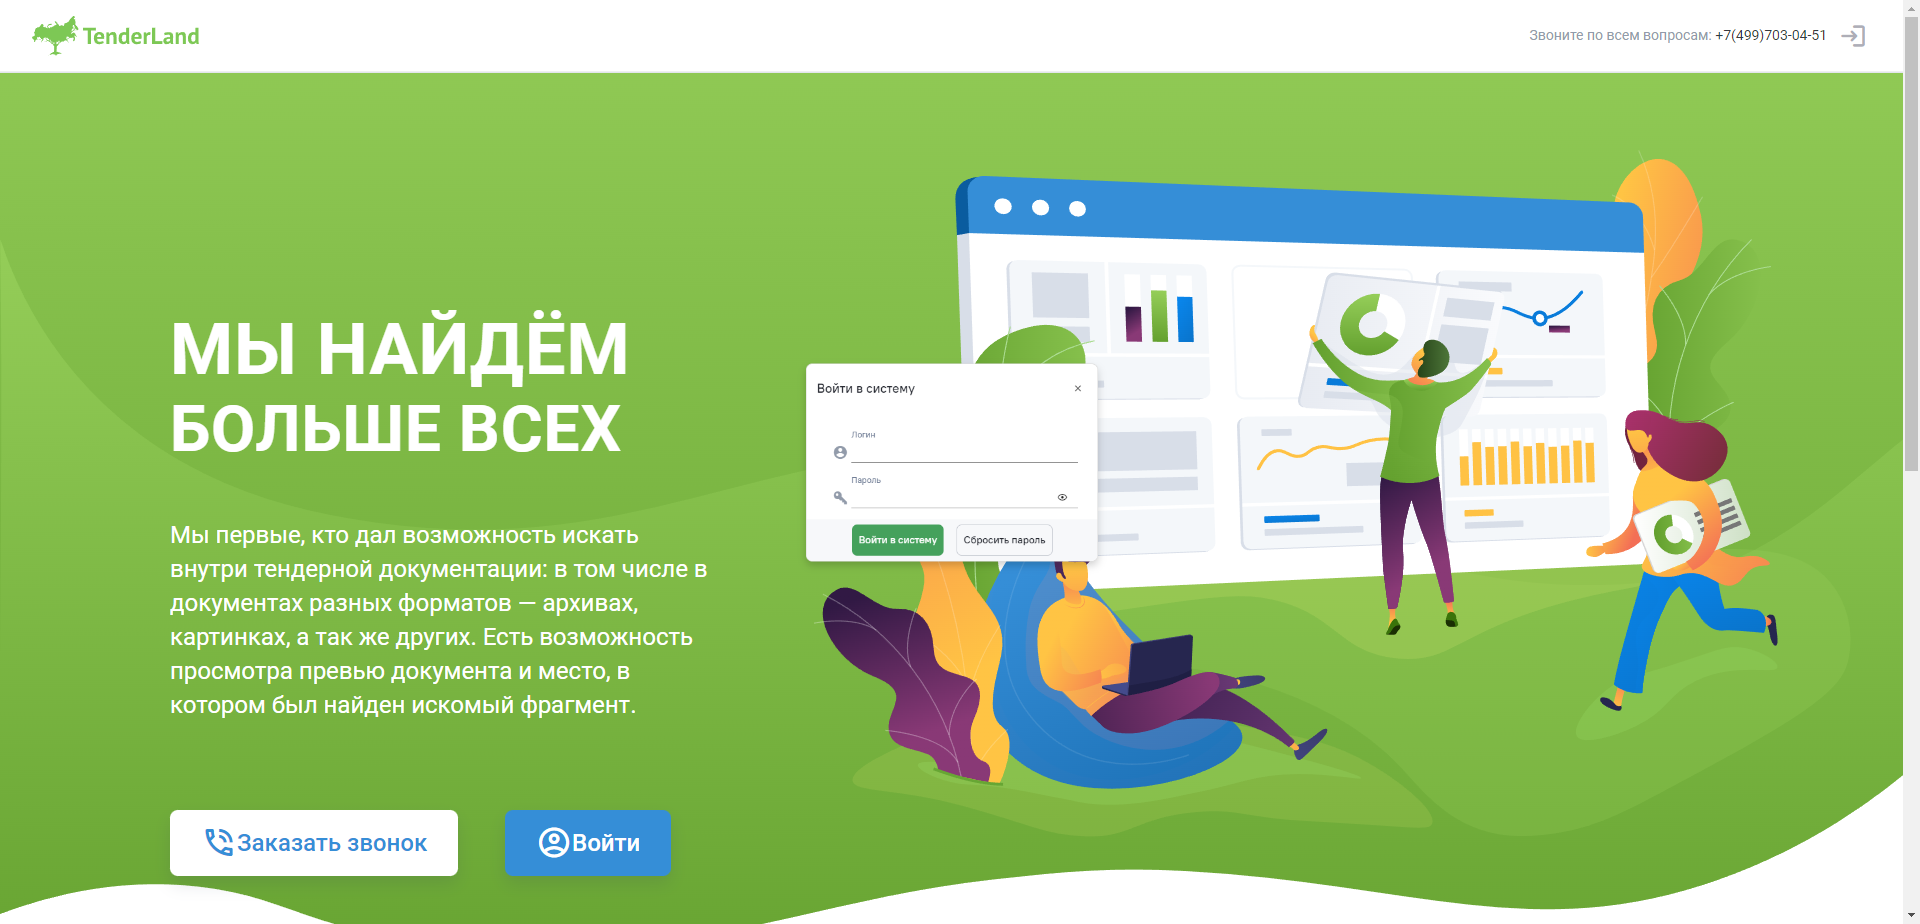 TenderLand
Звоните по всем вопросам: +7(499)703-04-51
МЫ НАЙДЁМ
БОЛЬШЕ ВСЕХ
Мы первые, кто дал возможность искать
внутри тендерной документации: в том числе в
документах разных форматов — архивах,
картинках, а так же других. Есть возможность
просмотра превью документа и место, в
котором был найден искомый фрагмент.
Заказать звонок
Войти
Войти в систему
Логин
Пароль
Войти в систему
Сбросить пароль